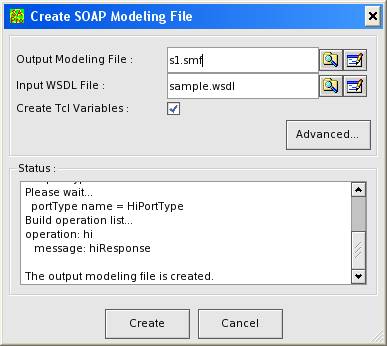 Create SOAP Modeling File
Output Modeling File :
s1.smf
Input WSDL File :
sample.wsdl
Create Tcl Variables :
Advanced...
Status :
Please wait...
portType name = HiPortType
Build operation list...
operation: hi
message: hiResponse
The output modeling file is created.
Create
Cancel